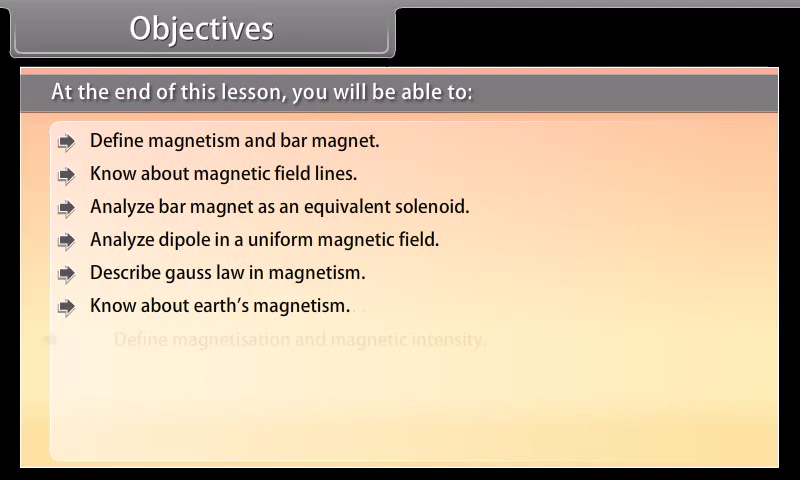 Objectives
At the end of this lesson, you will be able to:
Define magnetism and bar magnet.
Know about magnetic field lines.
Analyze bar magnet as an equivalent solenoid.
Analyze dipole in a uniform magnetic field.
Describe gauss law in magnetism.
Know about earth's magnetism.
Define magnetisation and magnetic intensity.